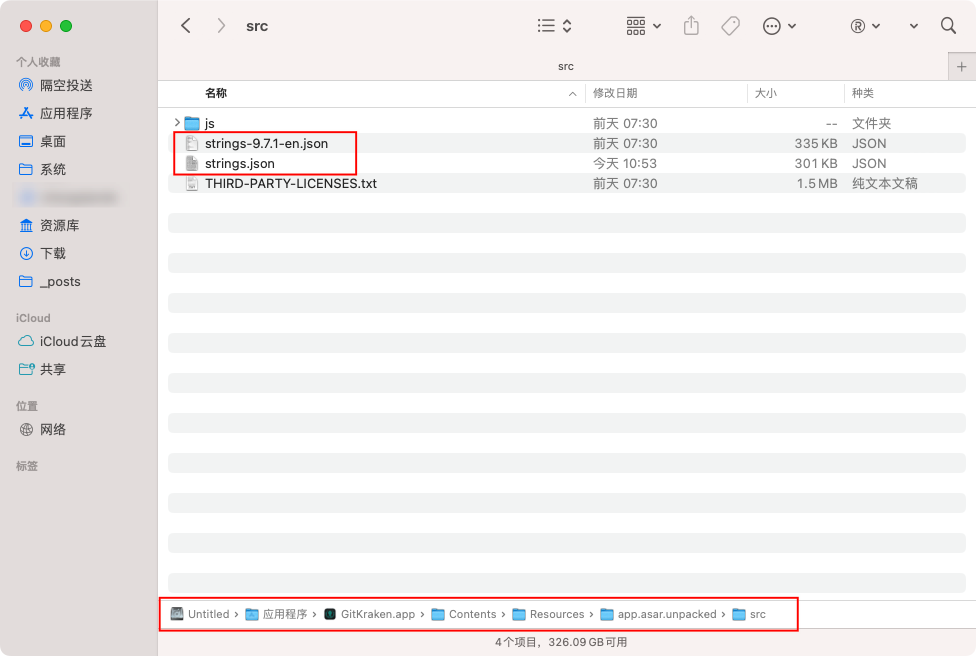 src
src
个人收藏
隔空投送
应用程序
桌面
系统
资源库
下载
_posts
iCloud
iCloud云盘
共享
位置
网络
标签
名称 修改日期 大小 种类
js 前天 07:30 -- 文件夹
strings-9.7.1-en.json 前天 07:30 335 KB JSON
strings.json 今天 10:53 301 KB JSON
THIRD-PARTY-LICENSES.txt 前天 07:30 1.5 MB 纯文本文稿
Untitled › 应用程序 › GitKraken.app › Contents › Resources › app.asar.unpacked › src
4个项目，326.09 GB可用